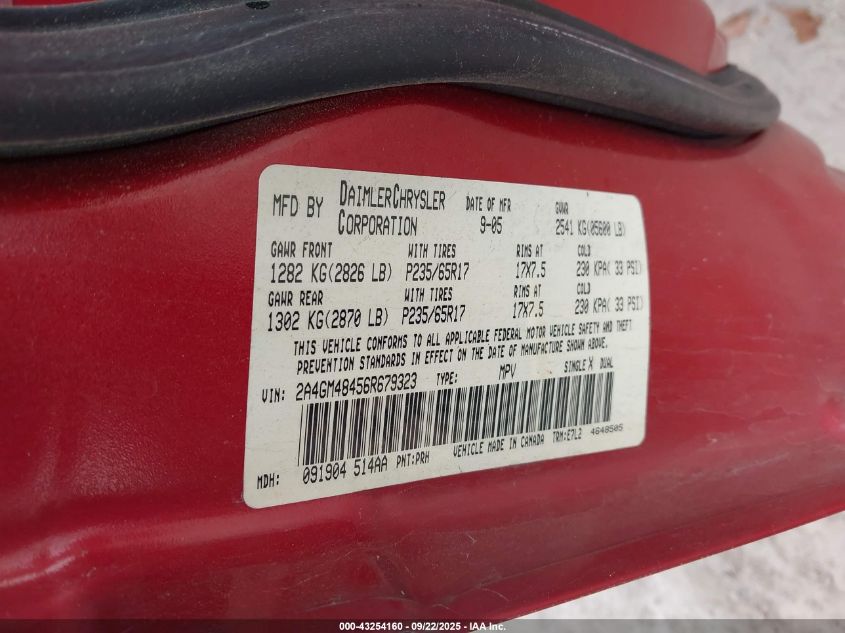 MFD BY DAIMLERCHRYSLER CORPORATION DATE OF MFR 9-05 GVWR 2541 KG(05600 LB)
GAWR FRONT WITH TIRES RIMS AT COLD
1282 KG(2826 LB) P235/65R17 17X7.5 230 KPA( 33 PSI)
GAWR REAR WITH TIRES RIMS AT COLD
1302 KG(2870 LB) P235/65R17 17X7.5 230 KPA( 33 PSI)
THIS VEHICLE CONFORMS TO ALL APPLICABLE FEDERAL MOTOR VEHICLE SAFETY AND THEFT
PREVENTION STANDARDS IN EFFECT ON THE DATE OF MANUFACTURE SHOWN ABOVE.
VIN: 2A4GM48456R679323 TYPE: MPV SINGLE X DUAL
MDH: 091904 514AA PNT:PRH VEHICLE MADE IN CANADA TRM:E7L2 4648505
000-43254160 - 09/22/2025 - IAA Inc.